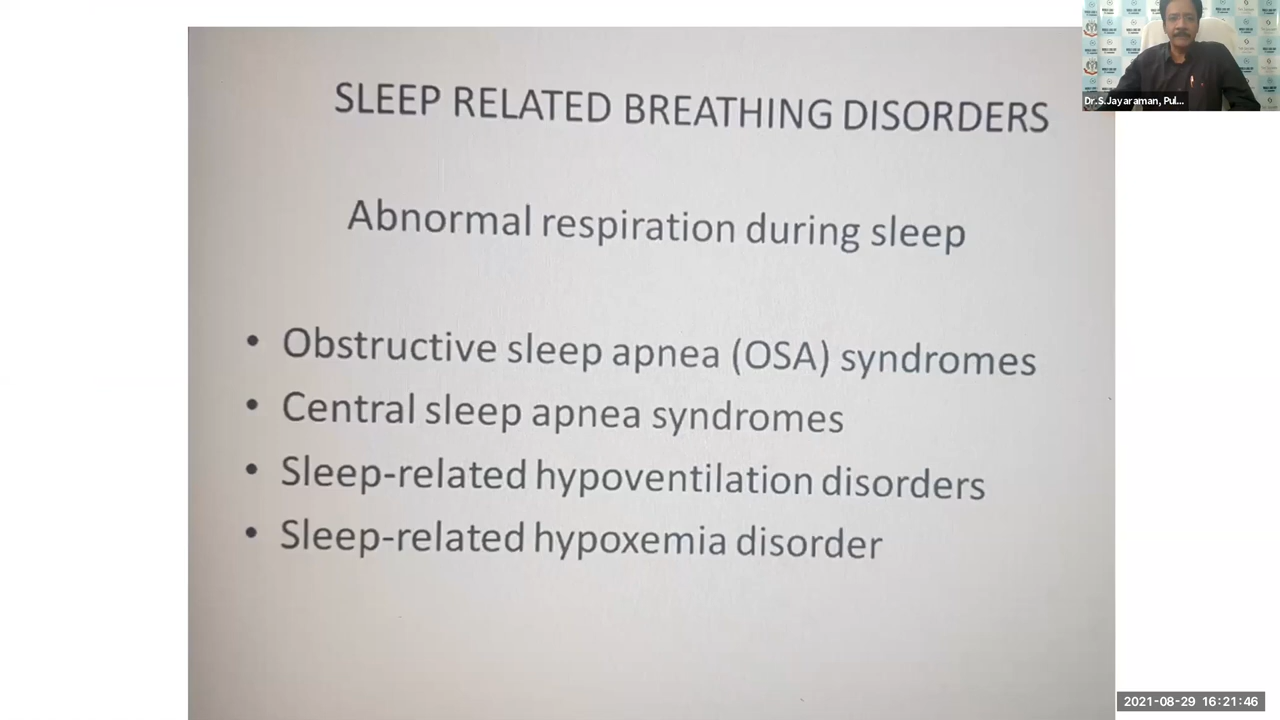 SLEEP RELATED BREATHING DISORDERS
Abnormal respiration during sleep
• Obstructive sleep apnea (OSA) syndromes
• Central sleep apnea syndromes
• Sleep-related hypoventilation disorders
• Sleep-related hypoxemia disorder
Dr.S.Jayaraman, Pul...
2021-08-29 16:21:46